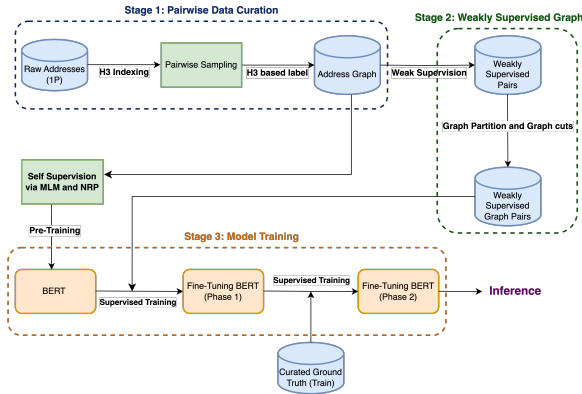 Stage 1: Pairwise Data Curation
Stage 2: Weakly Supervised Graph
Raw Addresses
(1P)
H3 Indexing
Pairwise Sampling
H3 based label
Address Graph
Weak Supervision
Weakly
Supervised
Pairs
Graph Partition and Graph cuts
Self Supervision
via MLM and NRP
Weakly
Supervised
Graph Pairs
Pre-Training
Stage 3: Model Training
BERT
Supervised Training
Fine-Tuning BERT
(Phase 1)
Supervised Training
Fine-Tuning BERT
(Phase 2)
Inference
Curated Ground
Truth (Train)